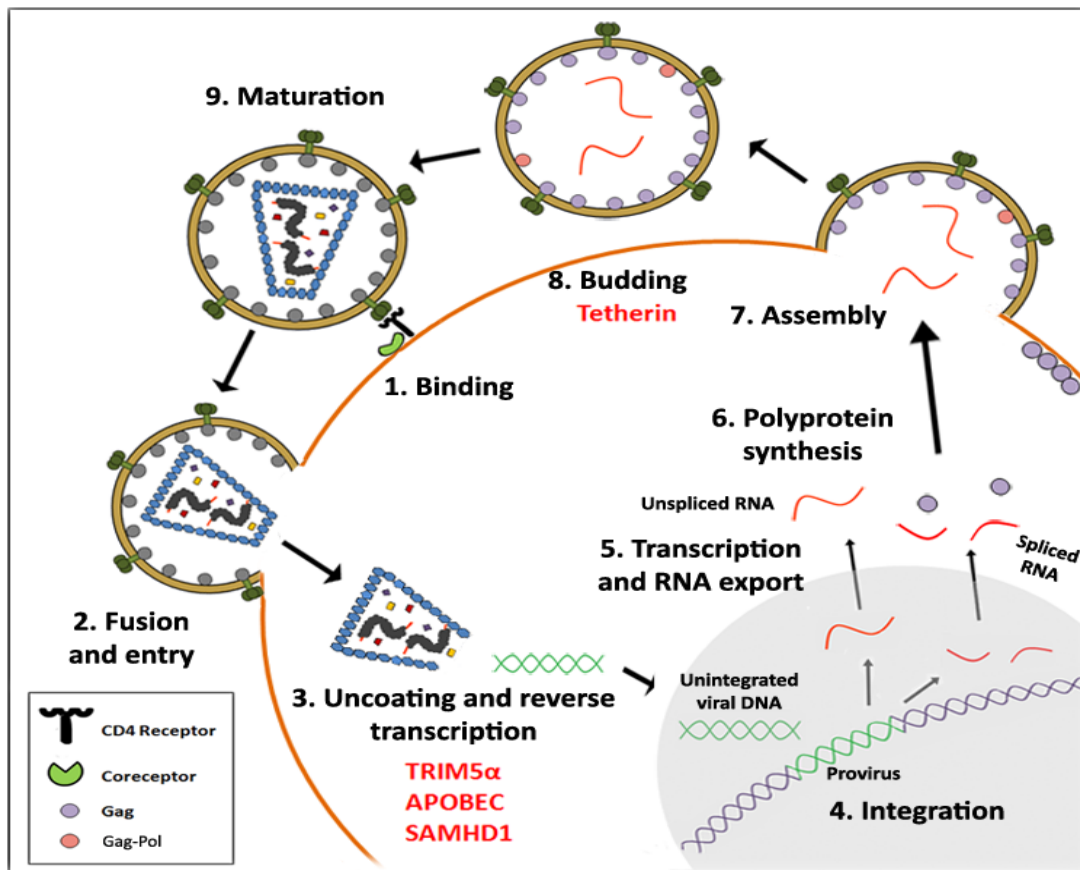 9. Maturation
8. Budding
Tetherin
7. Assembly
1. Binding
6. Polyprotein
synthesis
Unspliced RNA
5. Transcription
and RNA export
Spliced
RNA
2. Fusion
and entry
3. Uncoating and reverse
transcription
TRIM5α
APOBEC
SAMHD1
Unintegrated
viral DNA
Provirus
4. Integration
CD4 Receptor
Coreceptor
Gag
Gag-Pol